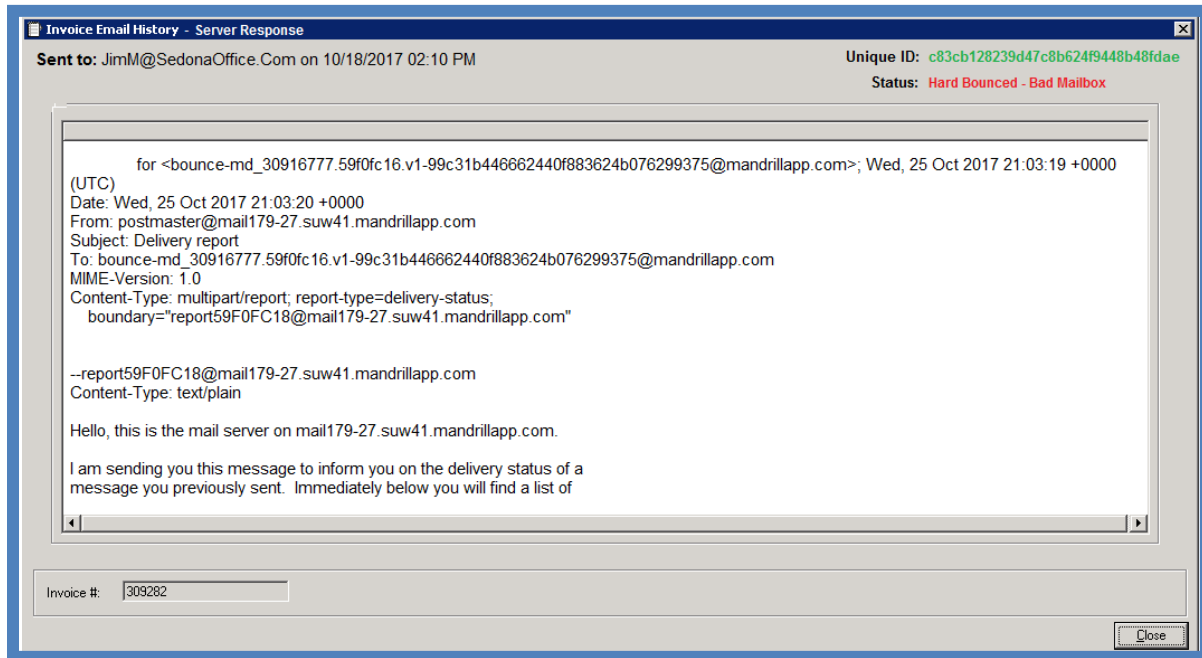 Invoice Email History - Server Response
Sent to: JimM@SedonaOffice.Com on 10/18/2017 02:10 PM
Unique ID: c83cb128239d47c8b624f9448b48fdae
Status: Hard Bounced - Bad Mailbox
for <bounce-md_30916777.59f0fc16.v1-99c31b446662440f883624b076299375@mandrillapp.com>; Wed, 25 Oct 2017 21:03:19 +0000
(UTC)
Date: Wed, 25 Oct 2017 21:03:20 +0000
From: postmaster@mail179-27.suw41.mandrillapp.com
Subject: Delivery report
To: bounce-md_30916777.59f0fc16.v1-99c31b446662440f883624b076299375@mandrillapp.com
MIME-Version: 1.0
Content-Type: multipart/report; report-type=delivery-status;
boundary="report59F0FC18@mail179-27.suw41.mandrillapp.com"
--report59F0FC18@mail179-27.suw41.mandrillapp.com
Content-Type: text/plain
Hello, this is the mail server on mail179-27.suw41.mandrillapp.com.
I am sending you this message to inform you on the delivery status of a
message you previously sent.  Immediately below you will find a list of
Invoice #: 309282
Close